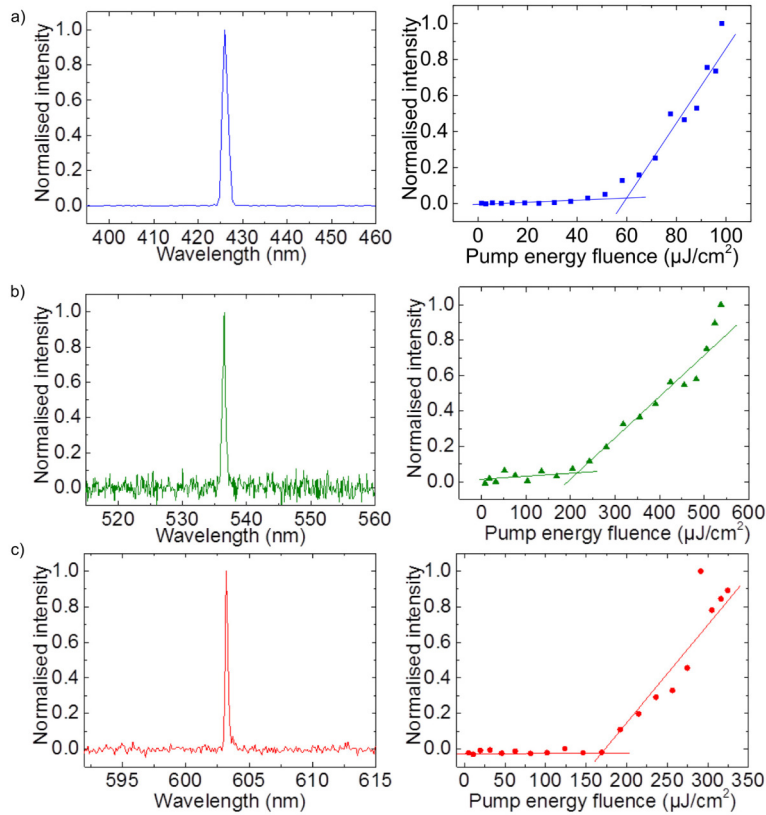 a)
Normalised intensity
1.0
0.8
0.6
0.4
0.2
0.0
400 410 420 430 440 450 460
Wavelength (nm)
Normalised intensity
1.0
0.8
0.6
0.4
0.2
0.0
0 20 40 60 80 100
Pump energy fluence (µJ/cm²)
b)
Normalised intensity
1.0
0.8
0.6
0.4
0.2
0.0
520 530 540 550 560
Wavelength (nm)
Normalised intensity
1.0
0.8
0.6
0.4
0.2
0.0
0 100 200 300 400 500 600
Pump energy fluence (µJ/cm²)
c)
Normalised intensity
1.0
0.8
0.6
0.4
0.2
0.0
595 600 605 610 615
Wavelength (nm)
Normalised intensity
1.0
0.8
0.6
0.4
0.2
0.0
0 50 100 150 200 250 300 350
Pump energy fluence (µJ/cm²)